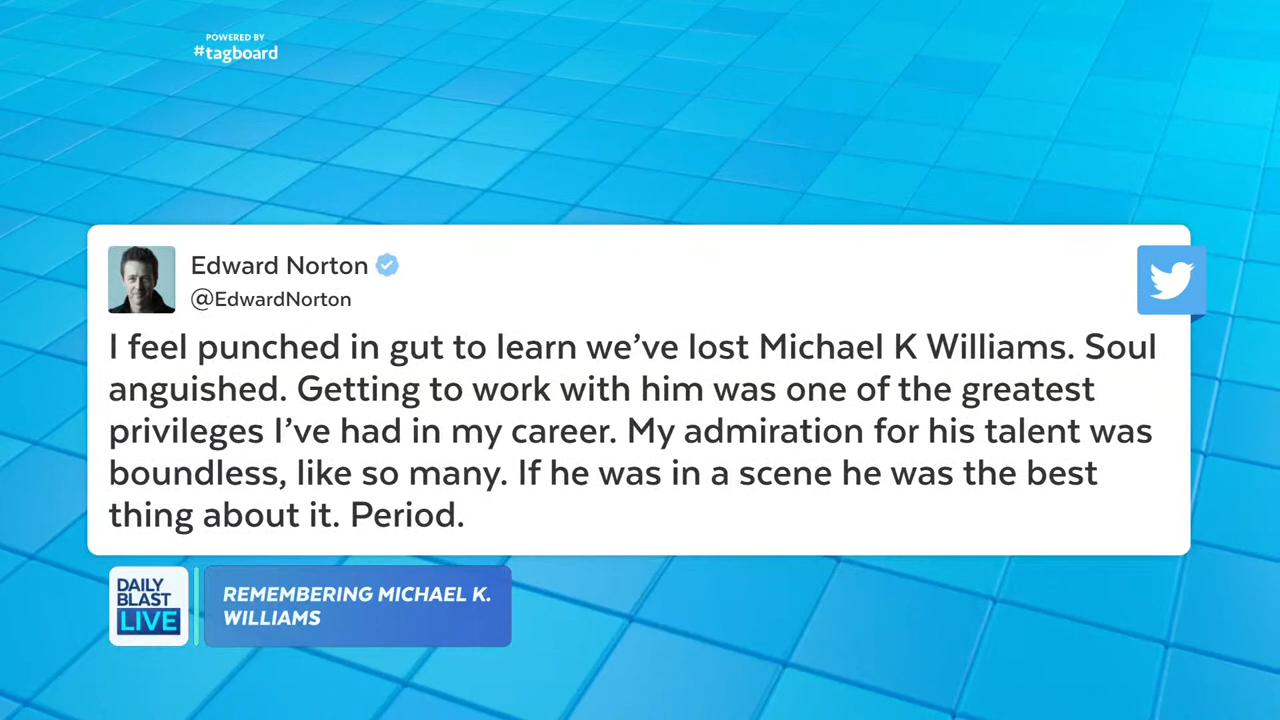 POWERED BY
#tagboard
Edward Norton
@EdwardNorton
I feel punched in gut to learn we’ve lost Michael K Williams. Soul
anguished. Getting to work with him was one of the greatest
privileges I’ve had in my career. My admiration for his talent was
boundless, like so many. If he was in a scene he was the best
thing about it. Period.
DAILY
BLAST
LIVE
REMEMBERING MICHAEL K.
WILLIAMS